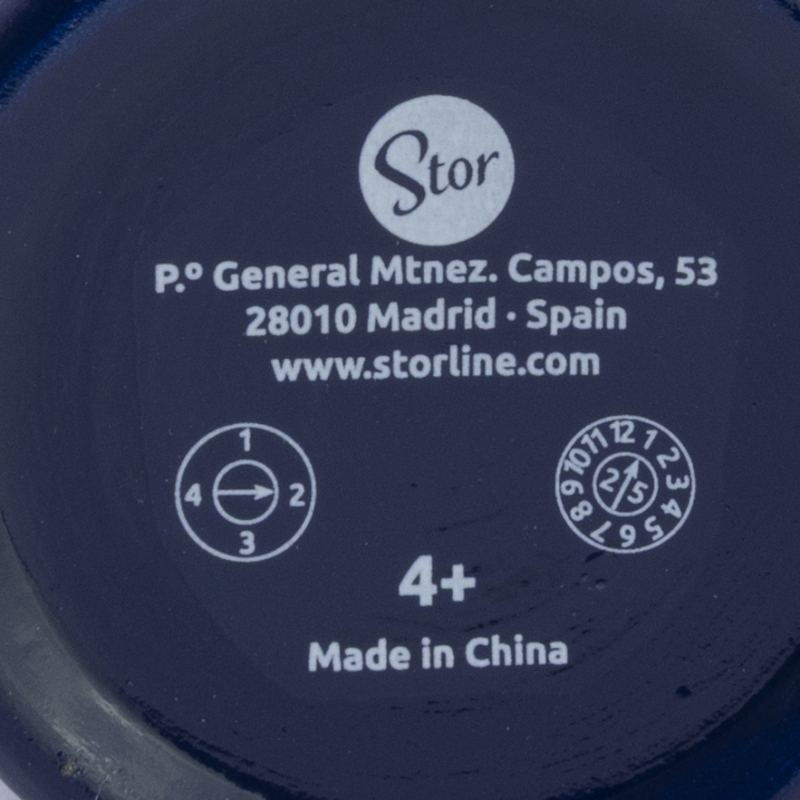 Stor
P.º General Mtnez. Campos, 53
28010 Madrid · Spain
www.storline.com
1
4 2
3
12 1 2 3 4 5 6 7 8 9 10 11
2 5
4+
Made in China